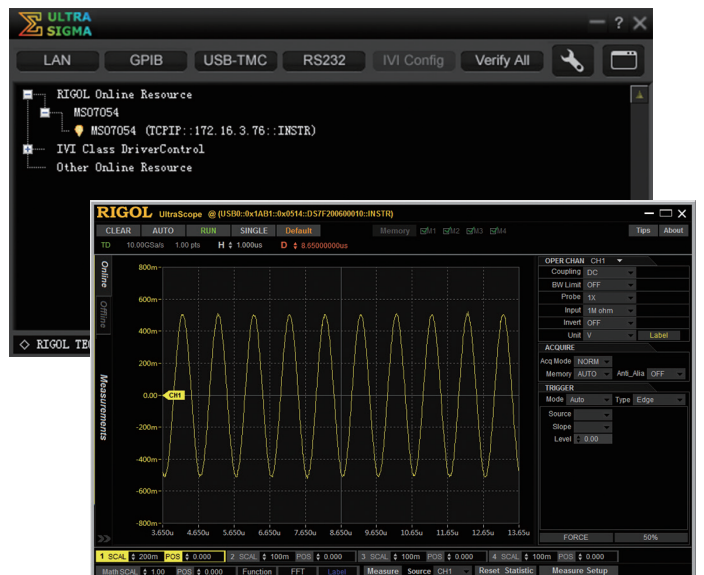 ULTRA
SIGMA
?
LAN GPIB USB-TMC RS232 IVI Config Verify All
RIGOL Online Resource
MSO7054
MSO7054 (TCPIP::172.16.3.76::INSTR)
IVI Class DriverControl
Other Online Resource
RIGOL TE
RIGOL UltraScope @ (USB0::0x1AB1::0x0514::DS7F200600010::INSTR)
CLEAR AUTO RUN SINGLE Default Memory M1 M2 M3 M4 Tips About
TD 10.00GSa/s 1.00 pts H 1.000us D 8.65000000us
Online
Offline
Measurements
800m
600m
400m
200m
0.00 CH1
-200m
-400m
-600m
-800m
3.650u 4.650u 5.650u 6.650u 7.650u 8.650u 9.650u 10.65u 11.65u 12.65u 13.65u
OPER CHAN CH1
Coupling DC
BW Limit OFF
Probe 1X
Input 1M ohm
Invert OFF
Unit V Label
ACQUIRE
Acq Mode NORM
Memory AUTO Anti_Alia OFF
TRIGGER
Mode Auto Type Edge
Source
Slope
Level 0.00
FORCE 50%
1 SCAL 200m POS 0.000 2 SCAL 100m POS 0.000 3 SCAL 100m POS 0.000 4 SCAL 100m POS 0.000
Math SCAL 1.00 POS 0.000 Function FFT Label Measure Source CH1 Reset Statistic Measure Setup